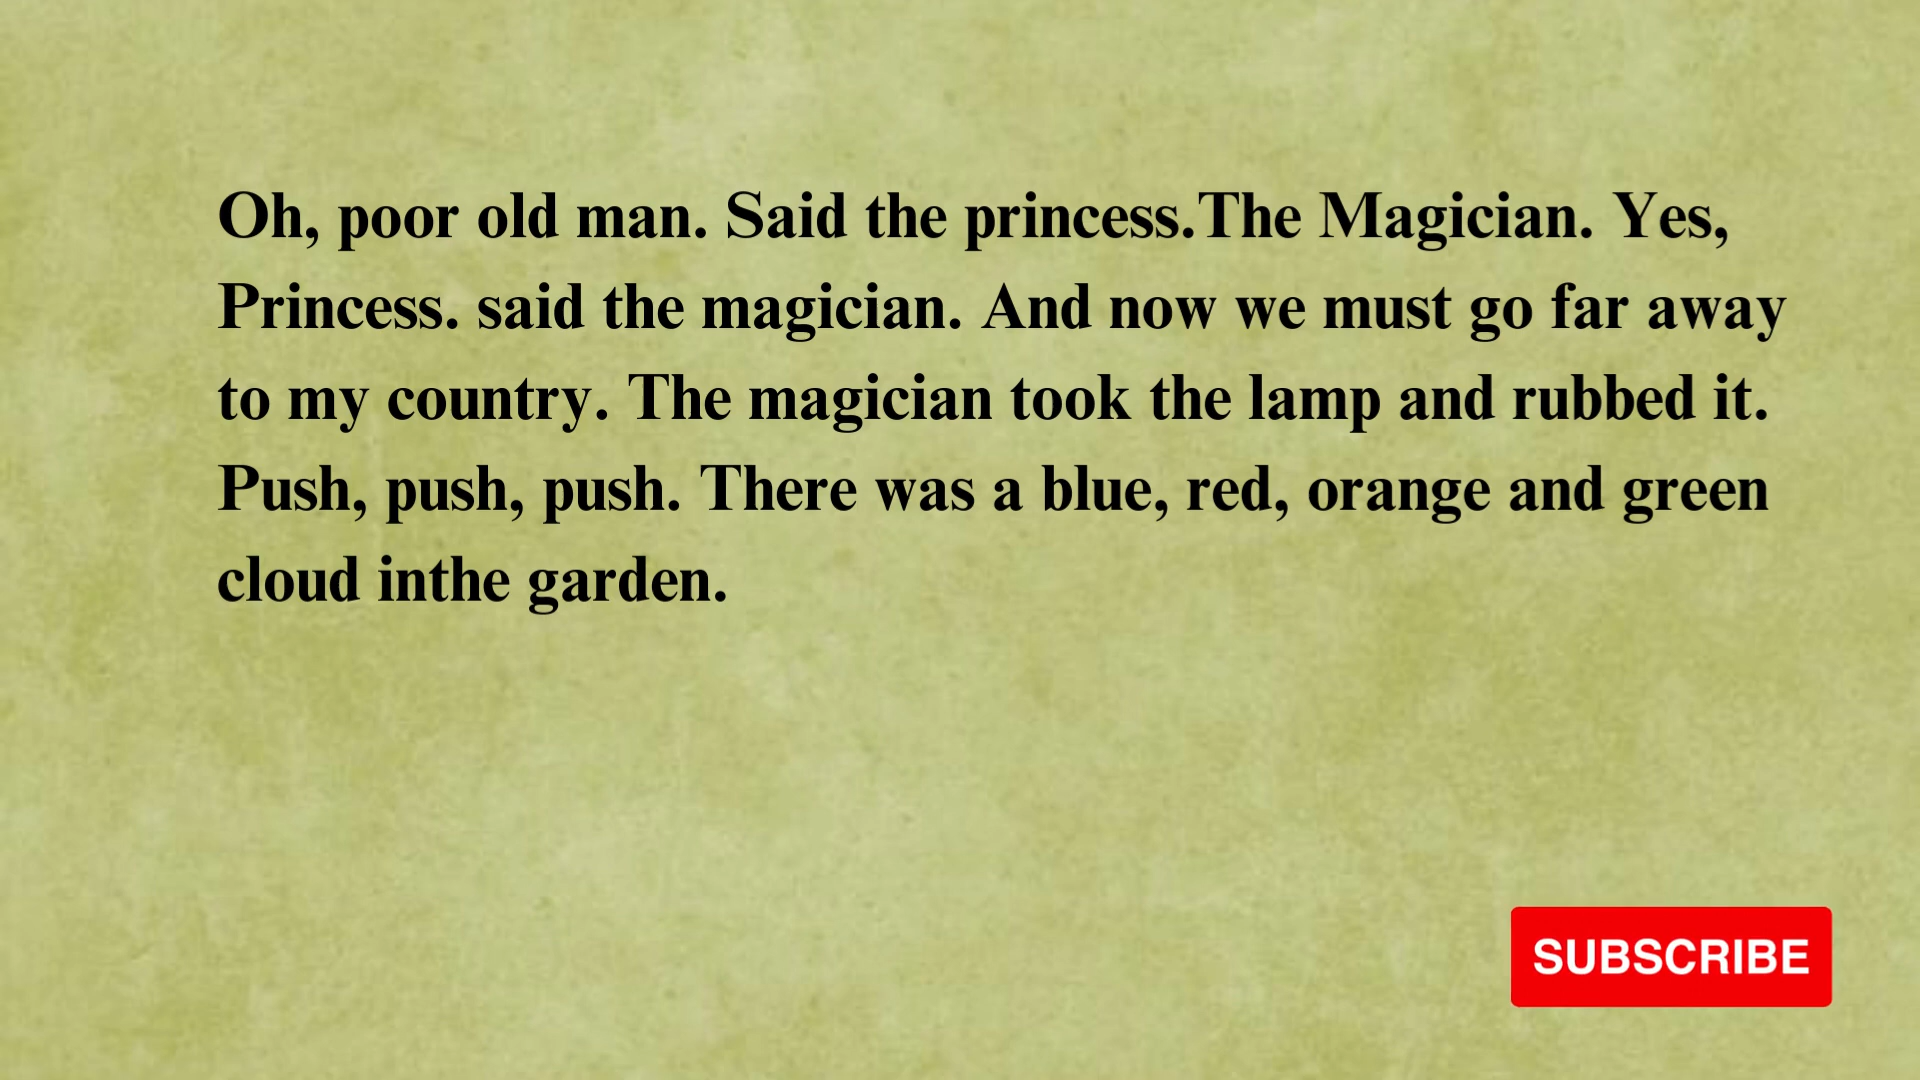 Oh, poor old man. Said the princess.The Magician. Yes,
Princess. said the magician. And now we must go far away
to my country. The magician took the lamp and rubbed it.
Push, push, push. There was a blue, red, orange and green
cloud inthe garden.
SUBSCRIBE